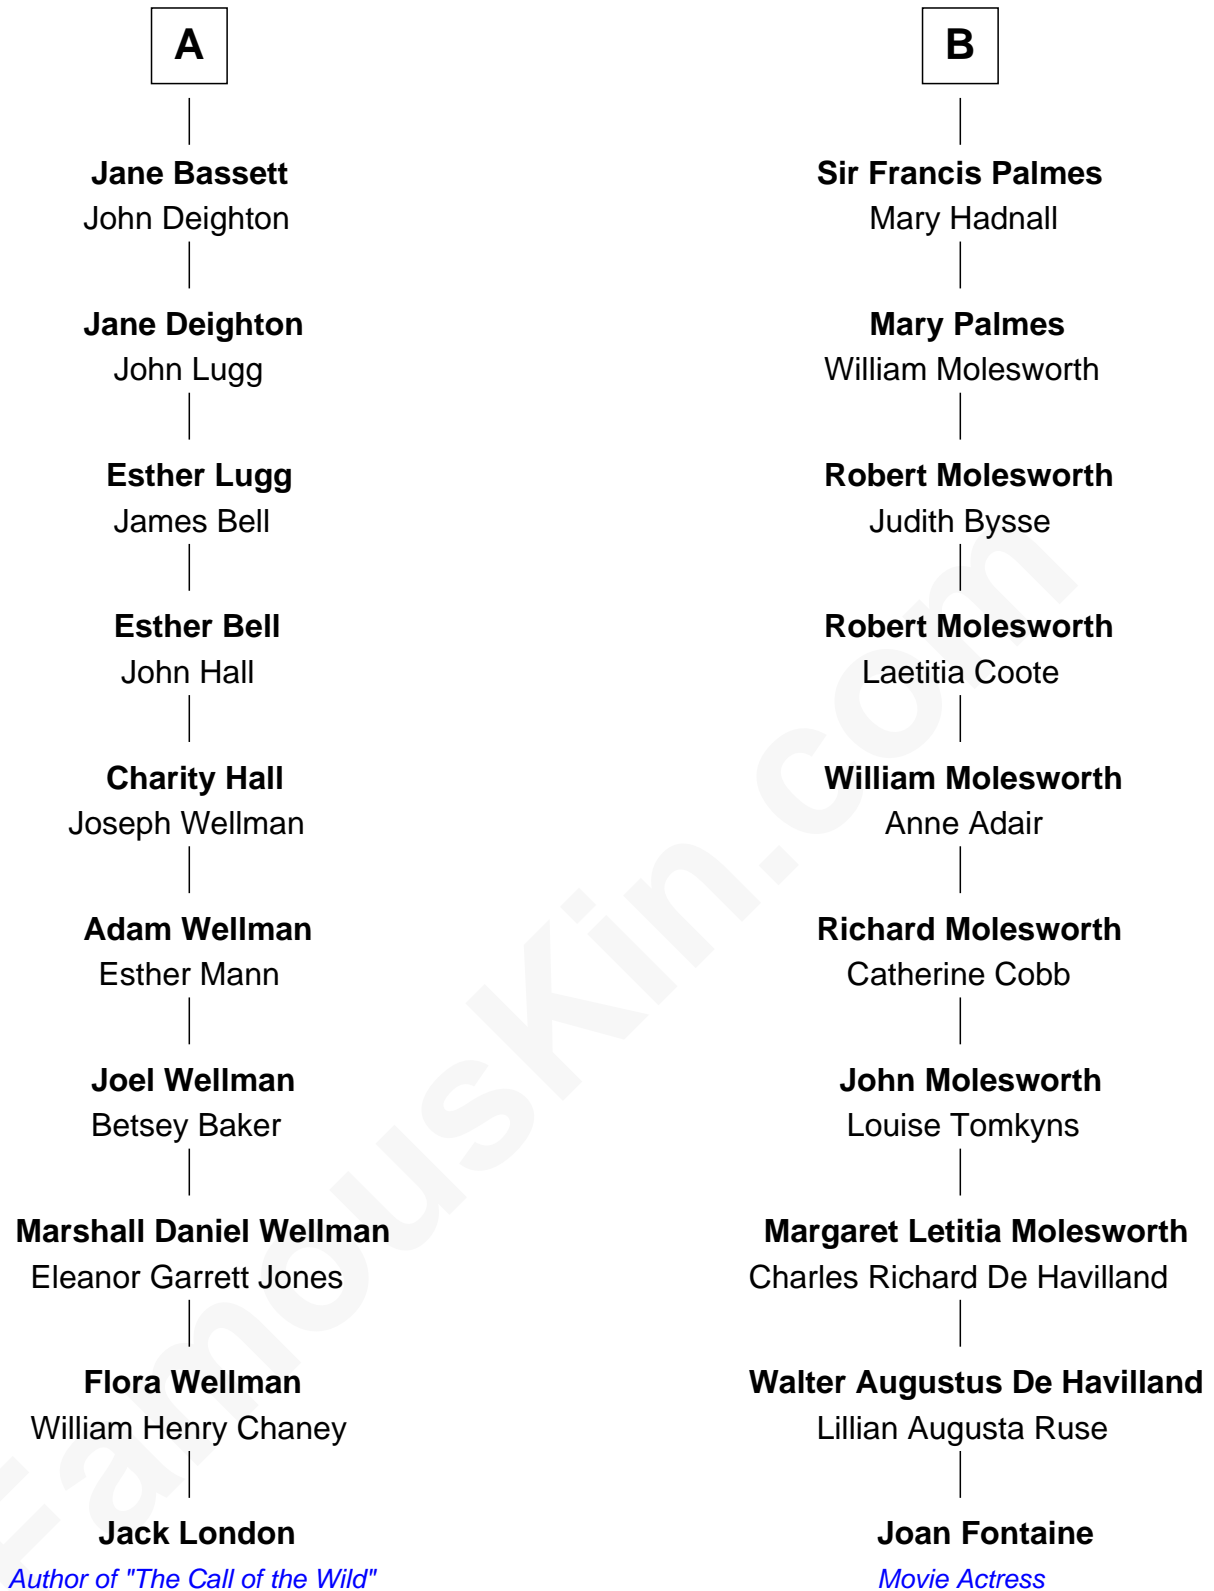 A
Jane Bassett
John Deighton
Jane Deighton
John Lugg
Esther Lugg
James Bell
Esther Bell
John Hall
Charity Hall
Joseph Wellman
Adam Wellman
Esther Mann
Joel Wellman
Betsey Baker
Marshall Daniel Wellman
Eleanor Garrett Jones
Flora Wellman
William Henry Chaney
Jack London
Author of "The Call of the Wild"
B
Sir Francis Palmes
Mary Hadnall
Mary Palmes
William Molesworth
Robert Molesworth
Judith Bysse
Robert Molesworth
Laetitia Coote
William Molesworth
Anne Adair
Richard Molesworth
Catherine Cobb
John Molesworth
Louise Tomkyns
Margaret Letitia Molesworth
Charles Richard De Havilland
Walter Augustus De Havilland
Lillian Augusta Ruse
Joan Fontaine
Movie Actress
FamousKin.com